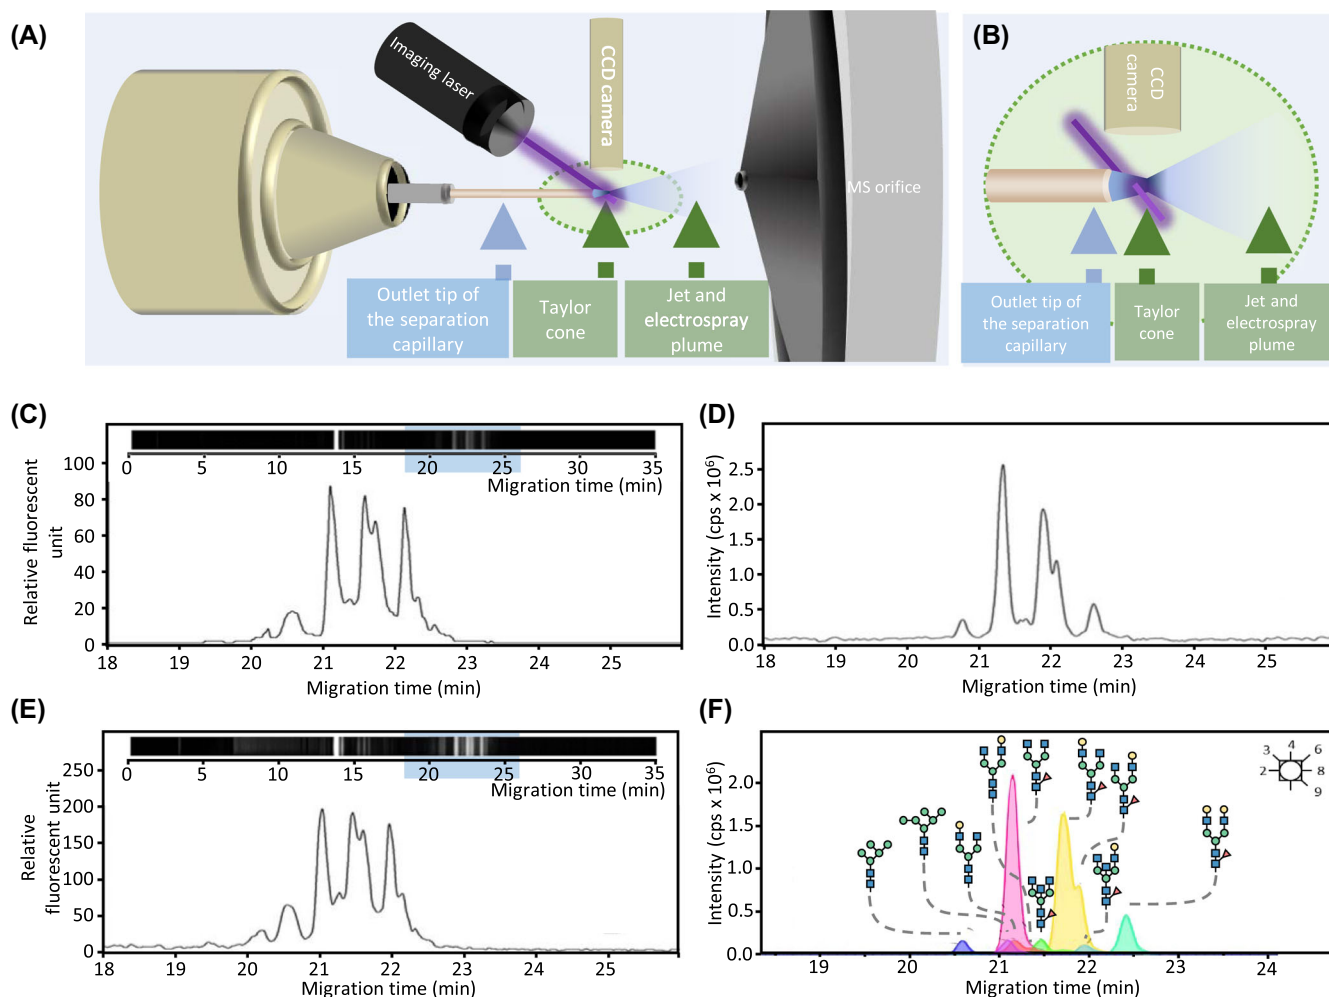 (A)
Imaging laser
CCD camera
MS orifice
Outlet tip of
the separation
capillary
Taylor
cone
Jet and
electrospray
plume
(B)
CCD
camera
Outlet tip of
the separation
capillary
Taylor
cone
Jet and
electrospray
plume
(C)
0 5 10 15 20 25 30 35
Migration time (min)
Relative fluorescent
unit
100
80
60
40
20
0
18 19 20 21 22 23 24 25
Migration time (min)
(D)
Intensity (cps x 10⁶)
2.5
2.0
1.5
1.0
0.5
0.0
18 19 20 21 22 23 24 25
Migration time (min)
(E)
0 5 10 15 20 25 30 35
Migration time (min)
Relative
fluorescent unit
250
200
150
100
50
0
18 19 20 21 22 23 24 25
Migration time (min)
(F)
3 4 6
2 8
9
Intensity (cps x 10⁶)
2.0
1.5
1.0
0.5
0.0
19 20 21 22 23 24
Migration time (min)